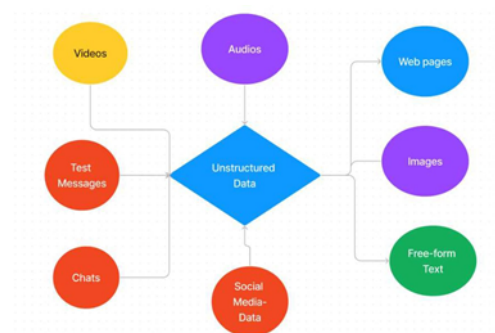 Videos
Audios
Web pages
Test
Messages
Unstructured
Data
Images
Chats
Social
Media-
Data
Free-form
Text